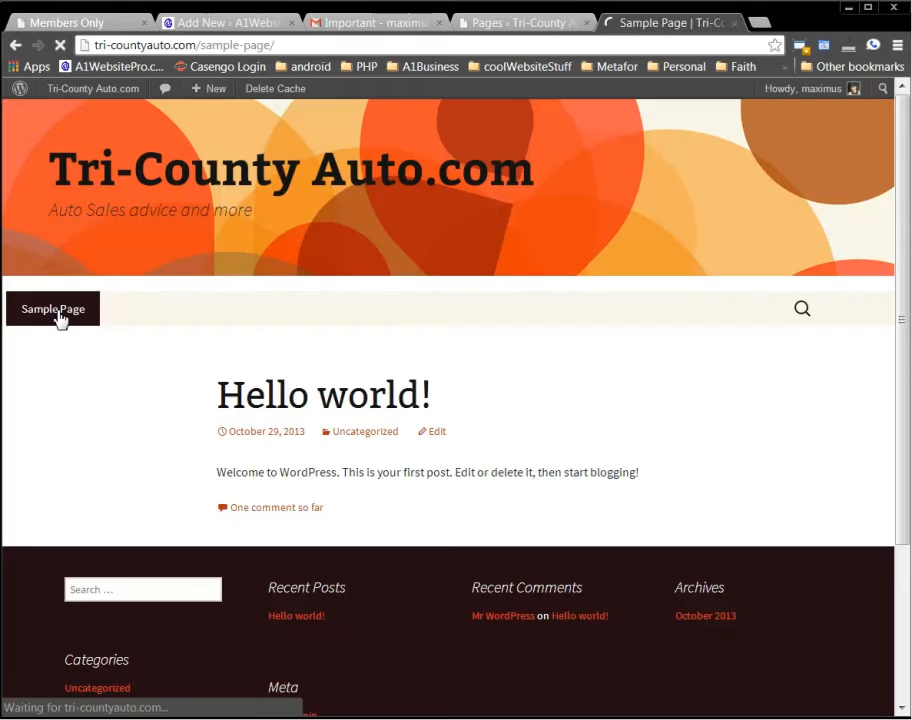 Members Only
Add New ‹ A1Websi
Important - maximu
Pages ‹ Tri-County A
Sample Page | Tri-Co
tri-countyauto.com/sample-page/
Apps
A1WebsitePro.c...
Casengo Login
android
PHP
A1Business
coolWebsiteStuff
Metafor
Personal
Faith
Other bookmarks
Tri-County Auto.com
New
Delete Cache
Howdy, maximus
Tri-County Auto.com
Auto Sales advice and more
Sample Page
Hello world!
October 29, 2013 Uncategorized Edit
Welcome to WordPress. This is your first post. Edit or delete it, then start blogging!
One comment so far
Search …
Recent Posts
Hello world!
Recent Comments
Mr WordPress on Hello world!
Archives
October 2013
Categories
Uncategorized
Meta
Waiting for tri-countyauto.com...